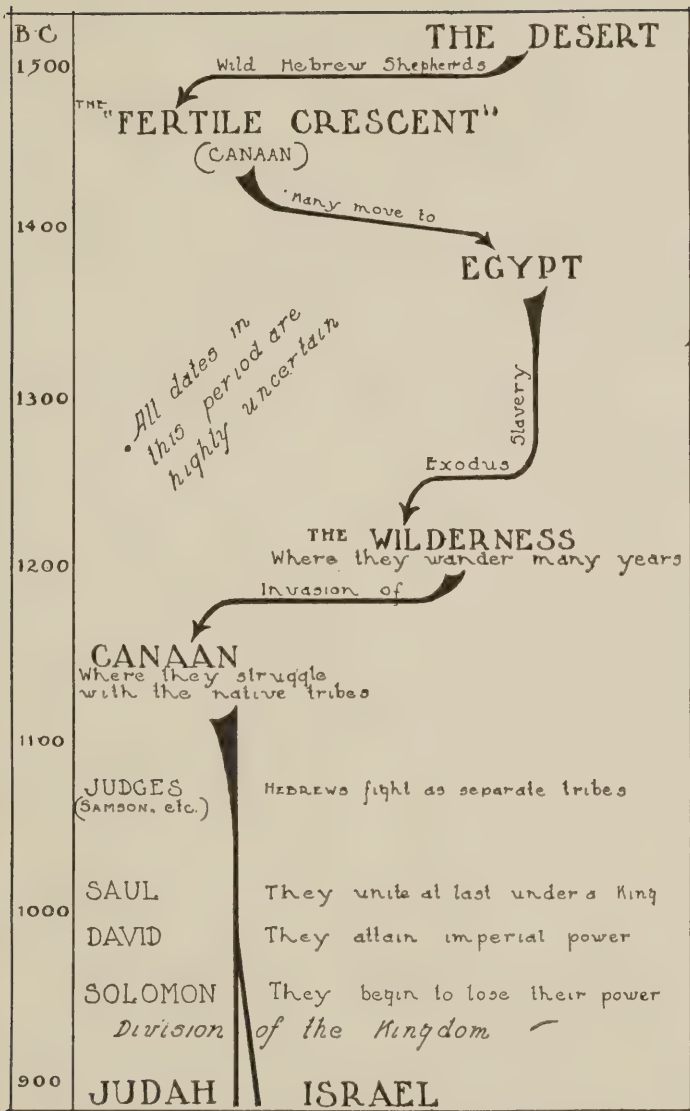 B.C
THE DESERT
1500
Wild Hebrew Shepherds
THE "FERTILE CRESCENT"
(CANAAN)
Many move to
1400
EGYPT
• All dates in
this period are
highly uncertain
1300
Slavery
Exodus
THE WILDERNESS
1200
Where they wander many years
Invasion of
CANAAN
Where they struggle
with the native tribes
1100
JUDGES
(SAMSON, etc.)
HEBREWS fight as separate tribes
SAUL
They unite at last under a King
1000
DAVID
They attain imperial power
SOLOMON
They begin to lose their power
Division of the Kingdom
900
JUDAH
ISRAEL